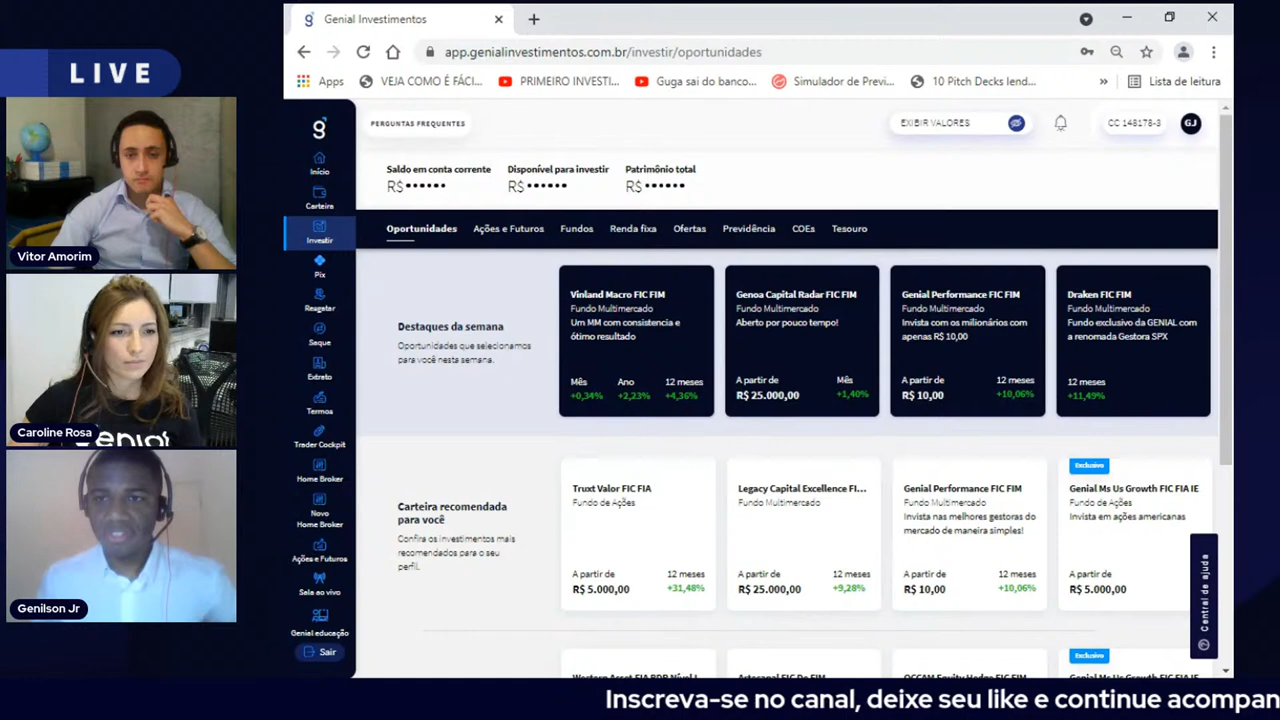 LIVE
Vitor Amorim
Caroline Rosa
genial
Genilson Jr
Genial Investimentos
app.genialinvestimentos.com.br/investir/oportunidades
Apps
VEJA COMO É FÁCI...
PRIMEIRO INVESTI...
Guga sai do banco...
Simulador de Previ...
10 Pitch Decks lend...
»
Lista de leitura
g
Início
Carteira
Investir
Pix
Resgatar
Saque
Extrato
Termos
Trader Cockpit
Home Broker
Novo
Home Broker
Ações e Futuros
Sala ao vivo
Genial educação
Sair
PERGUNTAS FREQUENTES
EXIBIR VALORES
CC 148178-3
GJ
Saldo em conta corrente
R$••••••
Disponível para investir
R$••••••
Patrimônio total
R$••••••
Oportunidades
Ações e Futuros
Fundos
Renda fixa
Ofertas
Previdência
COEs
Tesouro
Destaques da semana
Oportunidades que selecionamos
para você nesta semana.
Vinland Macro FIC FIM
Fundo Multimercado
Um MM com consistencia e
ótimo resultado
Mês Ano 12 meses
+0,34% +2,23% +4,36%
Genoa Capital Radar FIC FIM
Fundo Multimercado
Aberto por pouco tempo!
A partir de Mês
R$ 25.000,00 +1,40%
Genial Performance FIC FIM
Fundo Multimercado
Invista com os milionários com
apenas R$ 10,00
A partir de 12 meses
R$ 10,00 +10,06%
Draken FIC FIM
Fundo Multimercado
Fundo exclusivo da GENIAL com
a renomada Gestora SPX
12 meses
+11,49%
Carteira recomendada
para você
Confira os investimentos mais
recomendados para o seu
perfil.
Truxt Valor FIC FIA
Fundo de Ações
A partir de 12 meses
R$ 5.000,00 +31,48%
Legacy Capital Excellence FI...
Fundo Multimercado
A partir de 12 meses
R$ 25.000,00 +9,28%
Genial Performance FIC FIM
Fundo Multimercado
Invista nas melhores gestoras do
mercado de maneira simples!
A partir de 12 meses
R$ 10,00 +10,06%
Exclusivo
Genial Ms Us Growth FIC FIA IE
Fundo de Ações
Invista em ações americanas
A partir de
R$ 5.000,00
Central de ajuda
Exclusivo
Inscreva-se no canal, deixe seu like e continue acompan